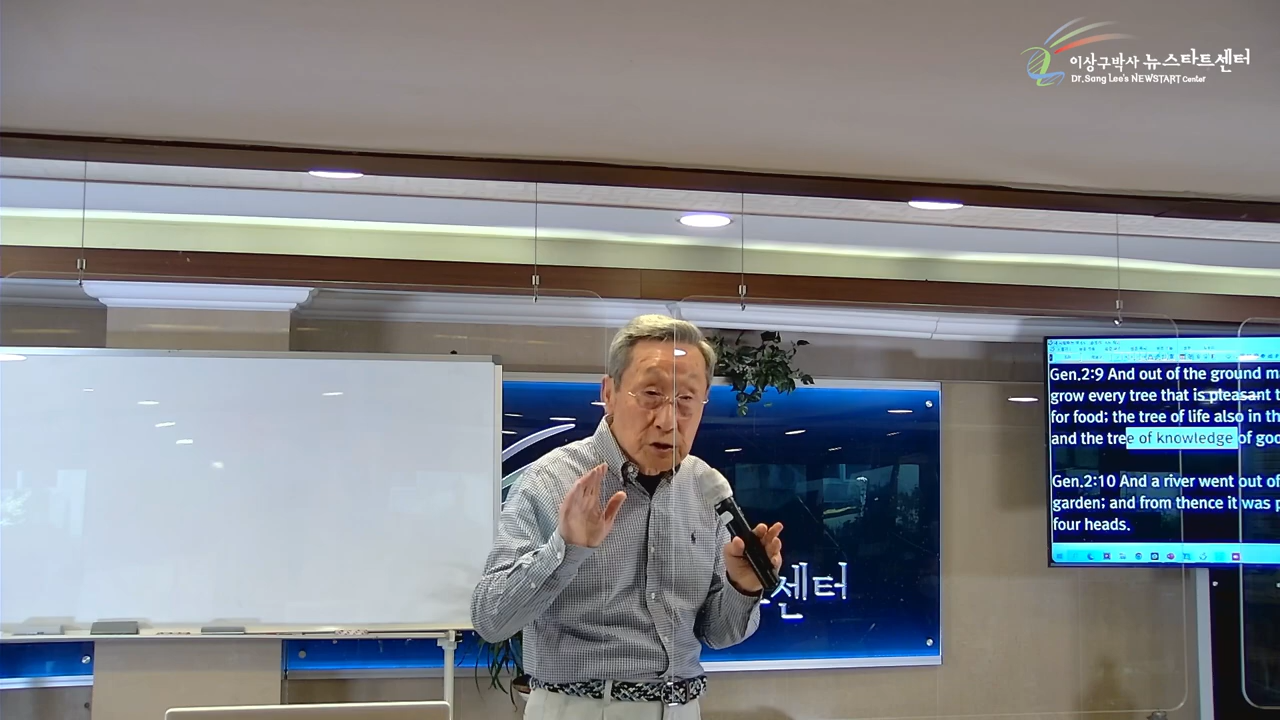 이상구박사 뉴스타트센터
Dr. Sang Lee's NEWSTART Center
Gen.2:9 And out of the ground ma
grow every tree that is pleasant t
for food; the tree of life also in th
and the tree of knowledge of goo
Gen.2:10 And a river went out of
garden; and from thence it was p
four heads.
센터